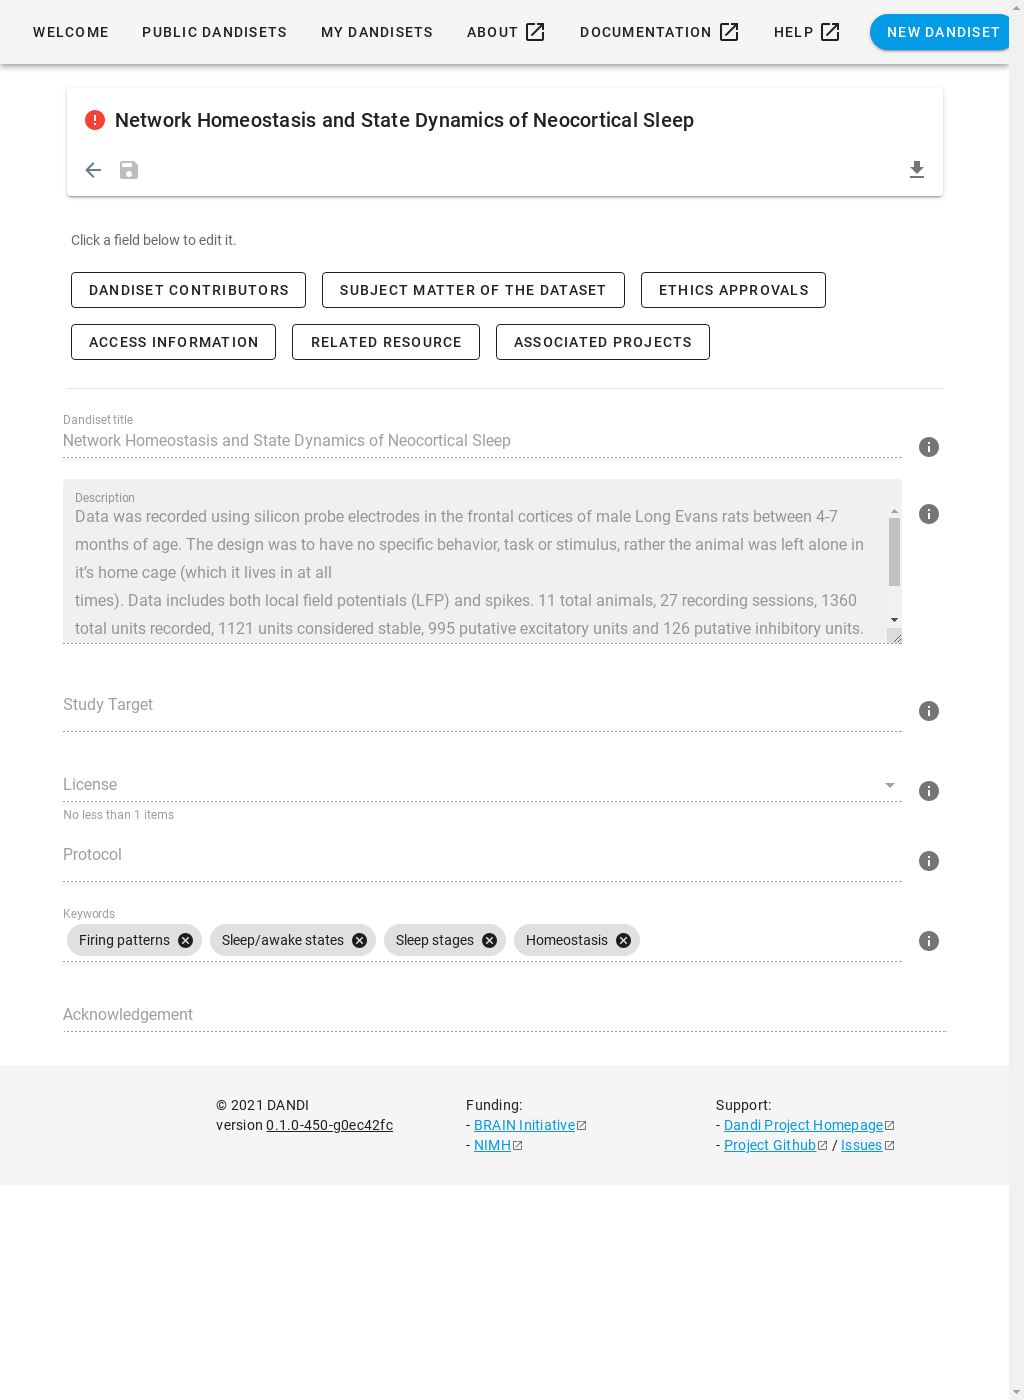 WELCOME PUBLIC DANDISETS MY DANDISETS ABOUT DOCUMENTATION HELP NEW DANDISET
Network Homeostasis and State Dynamics of Neocortical Sleep
Click a field below to edit it.
DANDISET CONTRIBUTORS SUBJECT MATTER OF THE DATASET ETHICS APPROVALS
ACCESS INFORMATION RELATED RESOURCE ASSOCIATED PROJECTS
Dandiset title
Network Homeostasis and State Dynamics of Neocortical Sleep
Description
Data was recorded using silicon probe electrodes in the frontal cortices of male Long Evans rats between 4-7
months of age. The design was to have no specific behavior, task or stimulus, rather the animal was left alone in
it’s home cage (which it lives in at all
times). Data includes both local field potentials (LFP) and spikes. 11 total animals, 27 recording sessions, 1360
total units recorded, 1121 units considered stable, 995 putative excitatory units and 126 putative inhibitory units.
Study Target
License
No less than 1 items
Protocol
Keywords
Firing patterns Sleep/awake states Sleep stages Homeostasis
Acknowledgement
© 2021 DANDI Funding: Support:
version 0.1.0-450-g0ec42fc - BRAIN Initiative - Dandi Project Homepage
- NIMH - Project Github / Issues